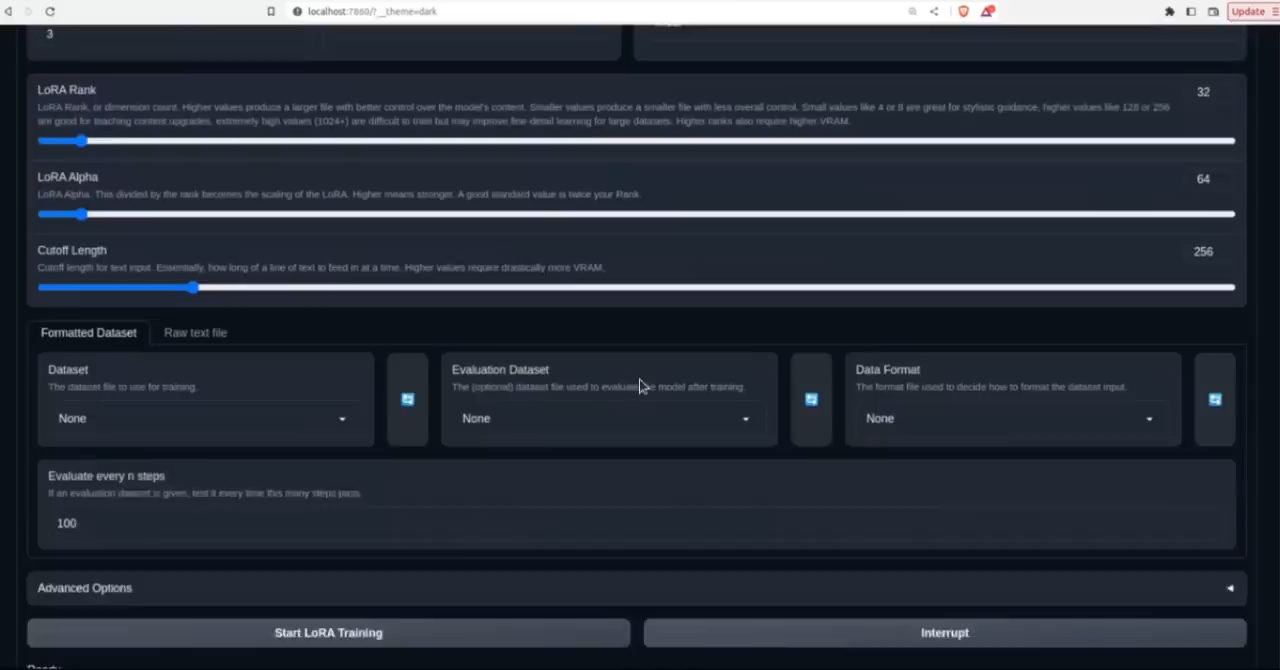 localhost:7860/?__theme=dark
Update
3
LoRA Rank
32
LoRA Rank, or dimension count. Higher values produce a larger file with better control over the model's content. Smaller values produce a smaller file with less overall control. Small values like 4 or 8 are great for stylistic guidance, higher values like 128 or 256
are good for teaching content upgrades, extremely high values (1024+) are difficult to train but may improve fine-detail learning for large datasets. Higher ranks also require higher VRAM.
LoRA Alpha
64
LoRA Alpha. This divided by the rank becomes the scaling of the LoRA. Higher means stronger. A good standard value is twice your Rank.
Cutoff Length
256
Cutoff length for text input. Essentially, how long of a line of text to feed in at a time. Higher values require drastically more VRAM.
Formatted Dataset Raw text file
Dataset Evaluation Dataset Data Format
The dataset file to use for training. The (optional) dataset file used to evaluate the model after training. The format file used to decide how to format the dataset input.
None None None
Evaluate every n steps
If an evaluation dataset is given, test it every time this many steps pass.
100
Advanced Options
Start LoRA Training Interrupt